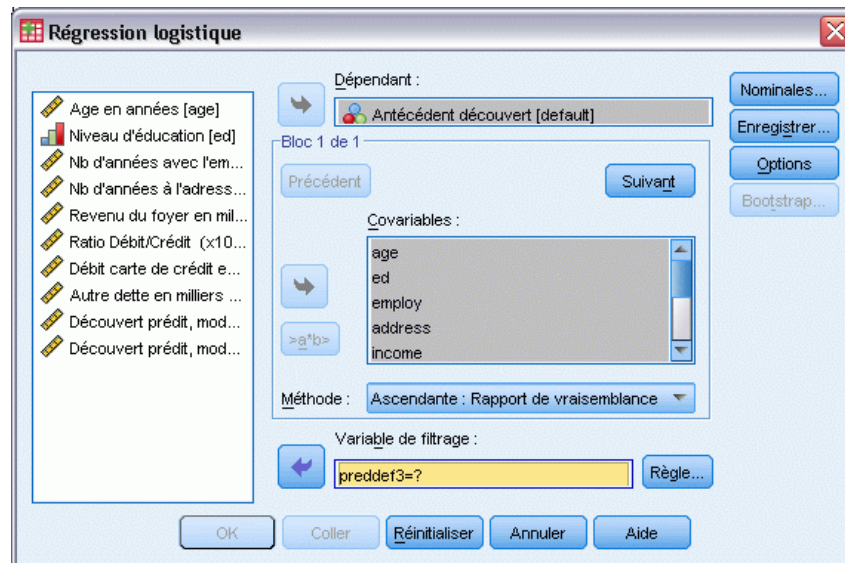 Régression logistique
Age en années [age]
Niveau d'éducation [ed]
Nb d'années avec l'em...
Nb d'années à l'adress...
Revenu du foyer en mil...
Ratio Débit/Crédit (x10...
Débit carte de crédit e...
Autre dette en milliers ...
Découvert prédit, mod...
Découvert prédit, mod...
Dépendant :
Antécédent découvert [default]
Bloc 1 de 1
Précédent
Suivant
Covariables :
age
ed
employ
address
income
>a*b>
Méthode :
Ascendante : Rapport de vraisemblance
Variable de filtrage :
preddef3=?
Règle...
Nominales...
Enregistrer...
Options
Bootstrap...
OK
Coller
Réinitialiser
Annuler
Aide